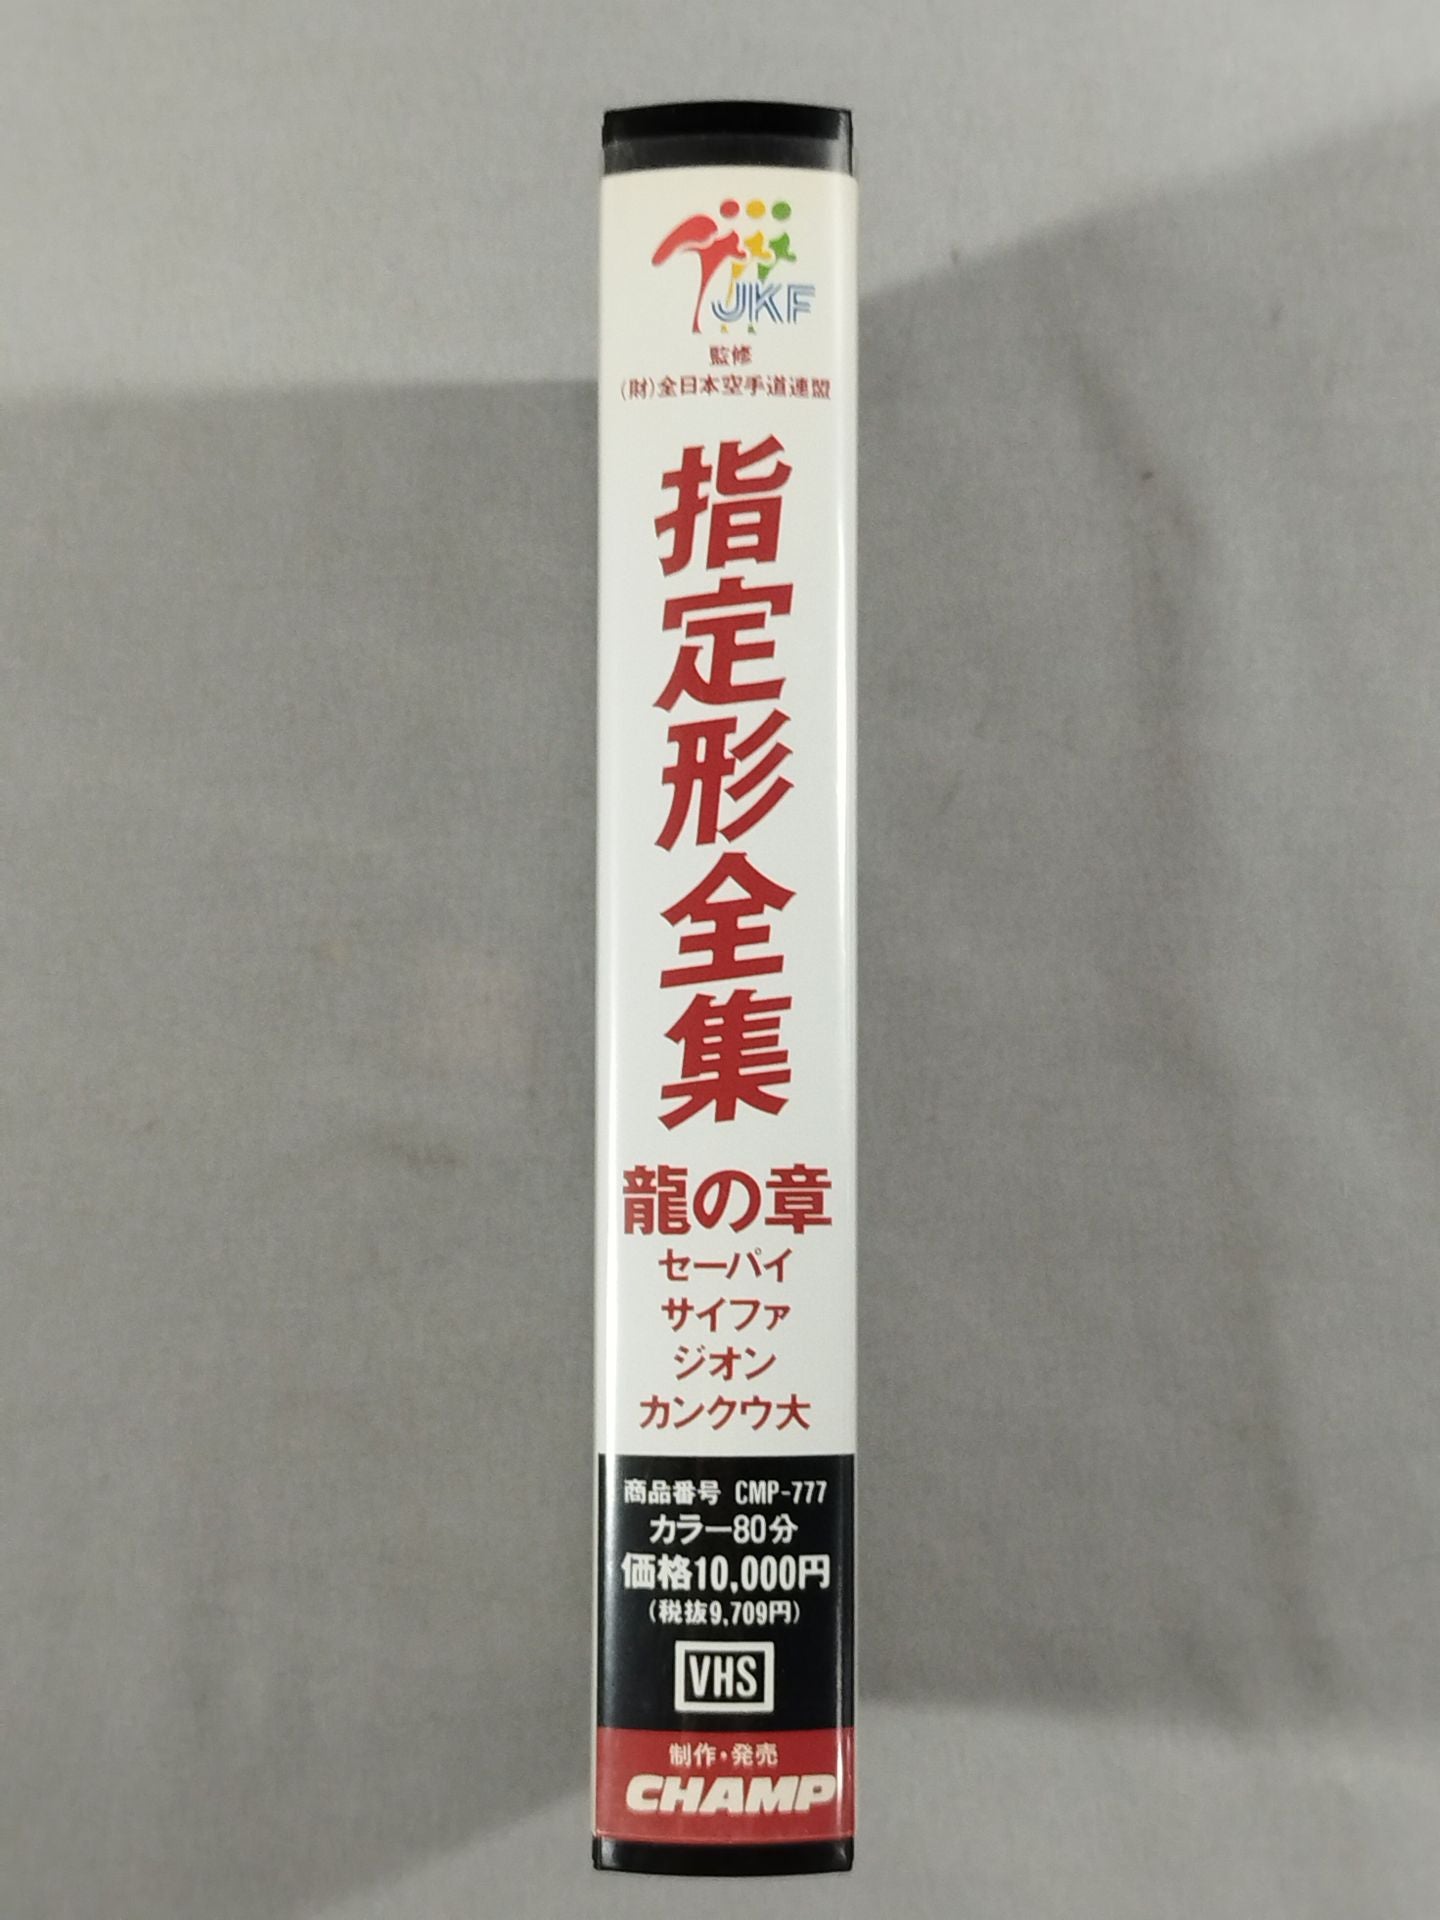 JKF
監修
(財)全日本空手道連盟
指定形全集
龍の章
セーパイ
サイファ
ジオン
カンクウ大
商品番号 CMP-777
カラー80分
価格10,000円
(税抜9,709円)
VHS
制作・発売
CHAMP